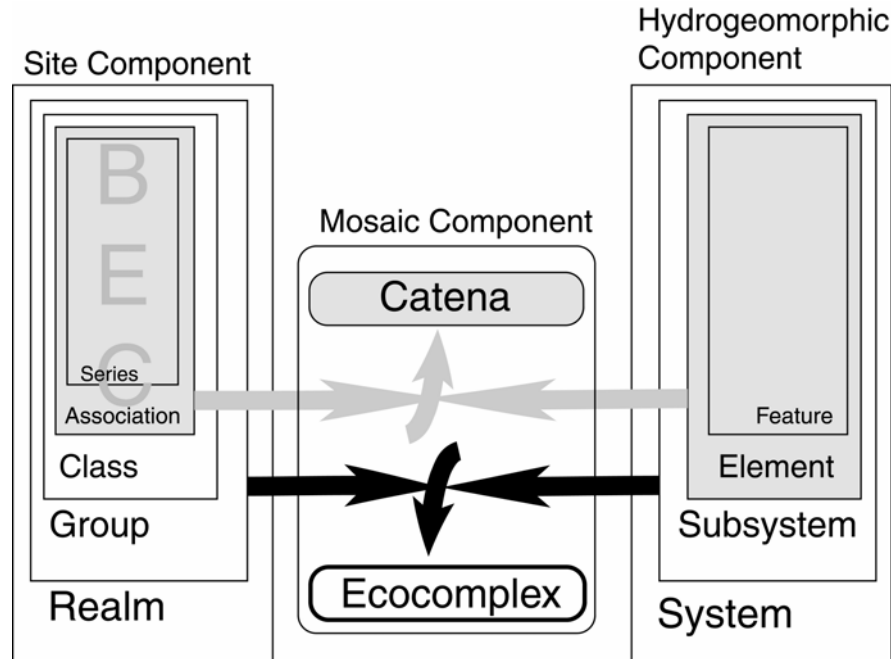 Site Component
B
E
C
Series
Association
Class
Group
Realm
Mosaic Component
Catena
Ecocomplex
Hydrogeomorphic
Component
Feature
Element
Subsystem
System